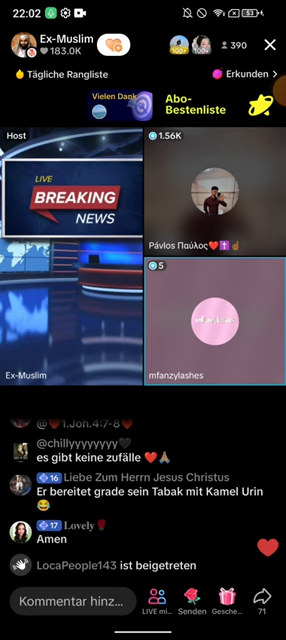 22:02
Ex-Muslim
183.0K
100+
100+
390
Tägliche Rangliste
Erkunden >
Vielen Dank
Abo-
Bestenliste
Host
1.56K
LIVE
BREAKING
NEWS
Pávlos Παύλος❤️✝️☝🏾
5
mfanzylashes
Ex-Muslim
mfanzylashes
@❤️1.Joh.4:7-8❤️
@chillyyyyyyyy🖤
es gibt keine zufälle ❤️🙏🏽
16 Liebe Zum Herrn Jesus Christus
Er bereitet grade sein Tabak mit Kamel Urin
😂
17 Lovely🌹
Amen
LocaPeople143 ist beigetreten
Kommentar hinz...
LIVE mi...
Senden
Gesche...
71